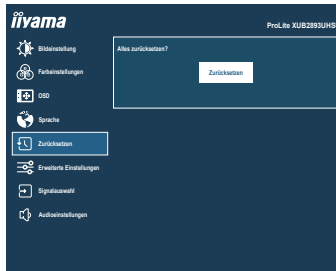 iiyama
ProLite XUB2893UHS
Bildeinstellung
Alles zurücksetzen?
Zurücksetzen
Farbeinstellungen
OSD
Sprache
Zurücksetzen
Erweiterte Einstellungen
Signalauswahl
Audioeinstellungen